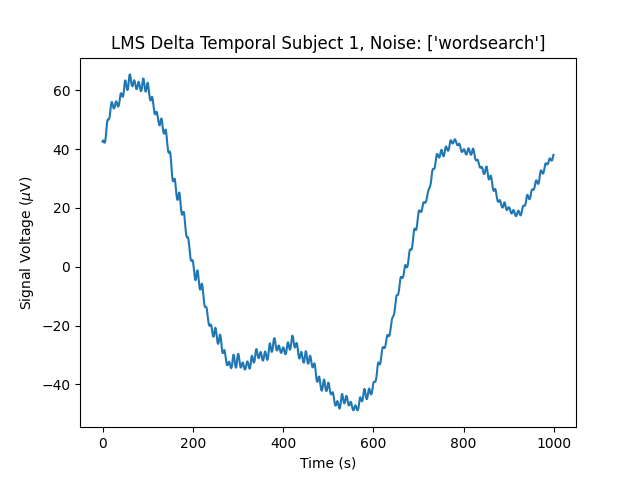 LMS Delta Temporal Subject 1, Noise: ['wordsearch']
60
40
20
0
−20
−40
Signal Voltage (μV)
0 200 400 600 800 1000
Time (s)